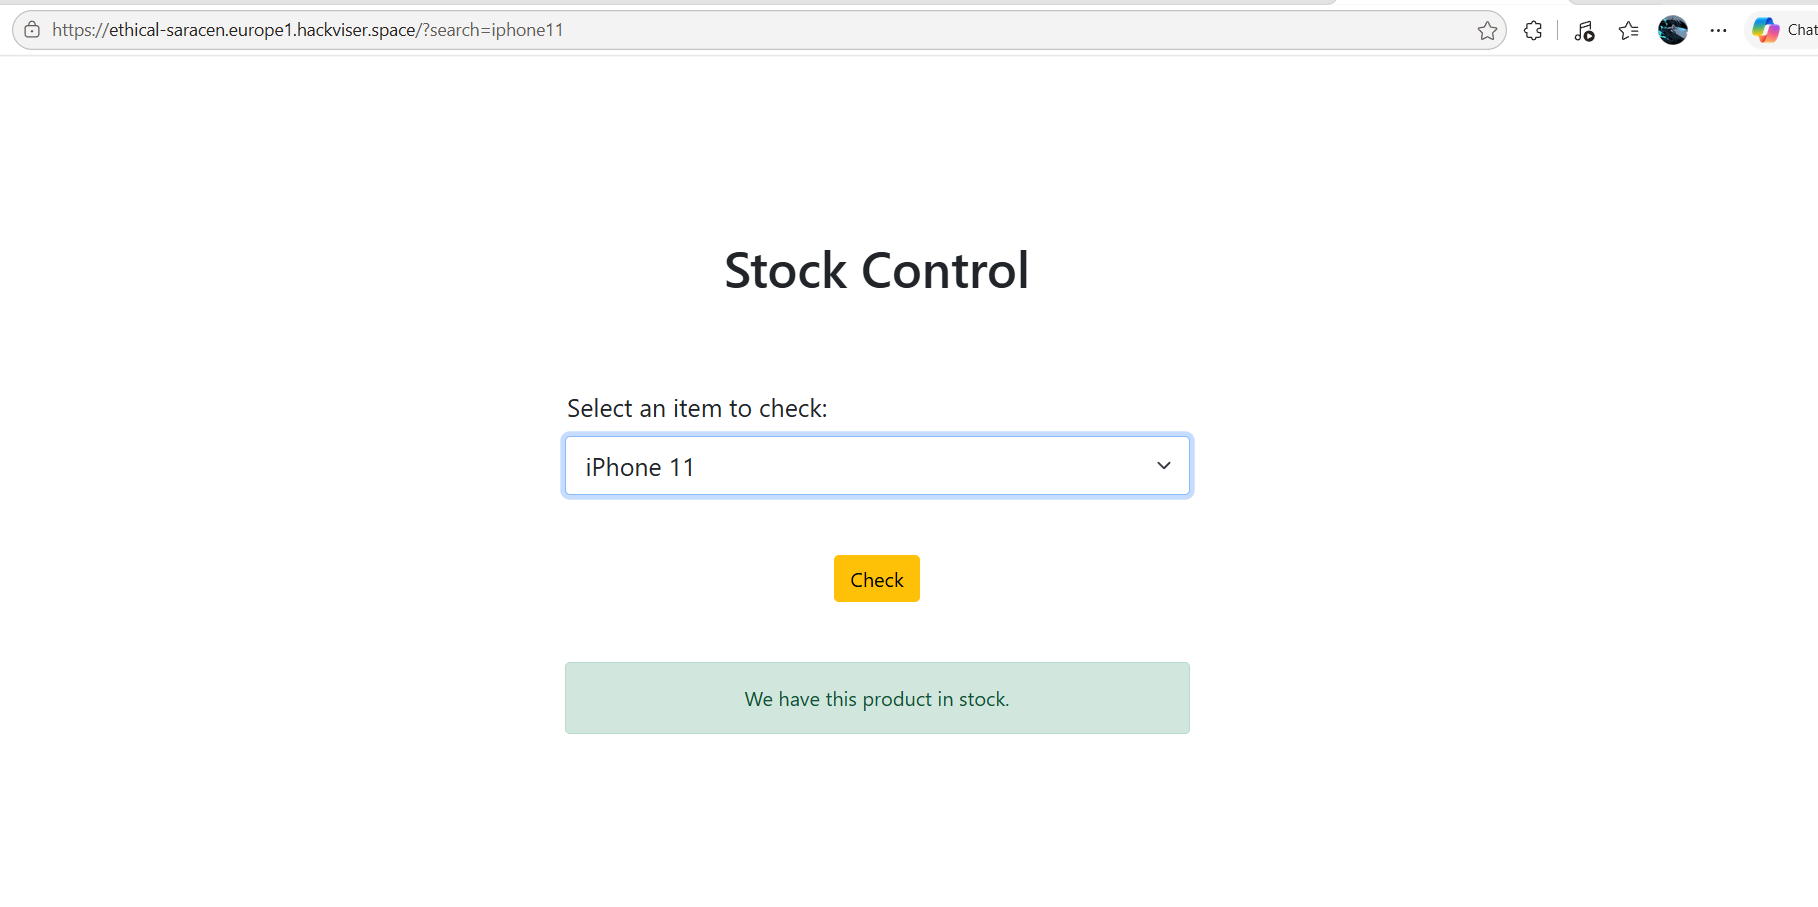 https://ethical-saracen.europe1.hackviser.space/?search=iphone11
Chat
Stock Control
Select an item to check:
iPhone 11
Check
We have this product in stock.